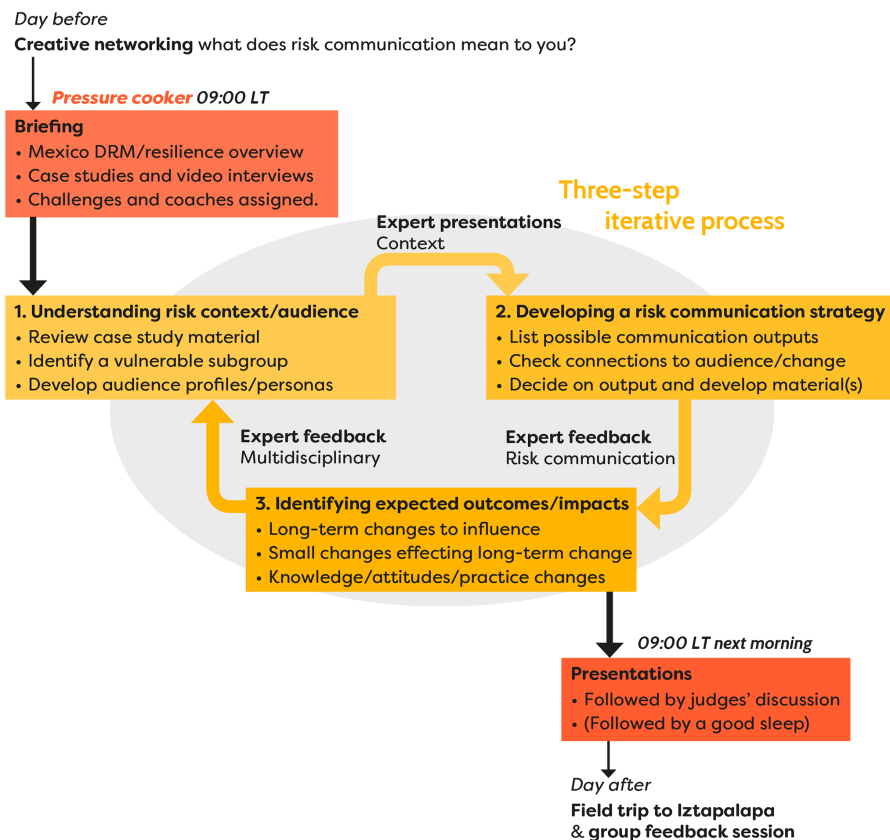 Day before
Creative networking what does risk communication mean to you?
Pressure cooker 09:00 LT
Briefing
• Mexico DRM/resilience overview
• Case studies and video interviews
• Challenges and coaches assigned.
Three-step
iterative process
Expert presentations
Context
1. Understanding risk context/audience
• Review case study material
• Identify a vulnerable subgroup
• Develop audience profiles/personas
2. Developing a risk communication strategy
• List possible communication outputs
• Check connections to audience/change
• Decide on output and develop material(s)
Expert feedback
Multidisciplinary
Expert feedback
Risk communication
3. Identifying expected outcomes/impacts
• Long-term changes to influence
• Small changes effecting long-term change
• Knowledge/attitudes/practice changes
09:00 LT next morning
Presentations
• Followed by judges’ discussion
• (Followed by a good sleep)
Day after
Field trip to Iztapalapa
& group feedback session